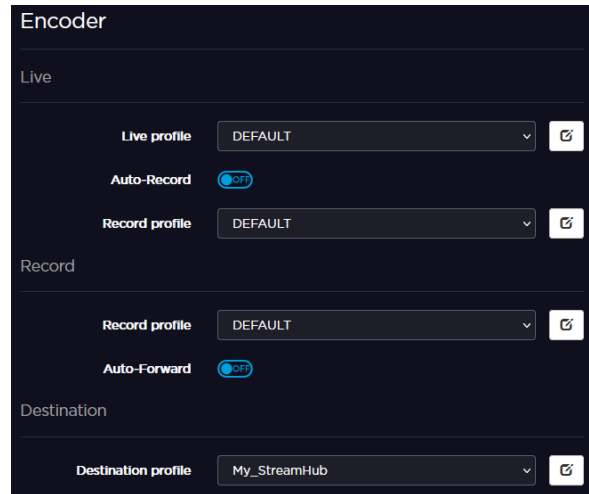 Encoder
Live
Live profile DEFAULT
Auto-Record OFF
Record profile DEFAULT
Record
Record profile DEFAULT
Auto-Forward OFF
Destination
Destination profile My_StreamHub